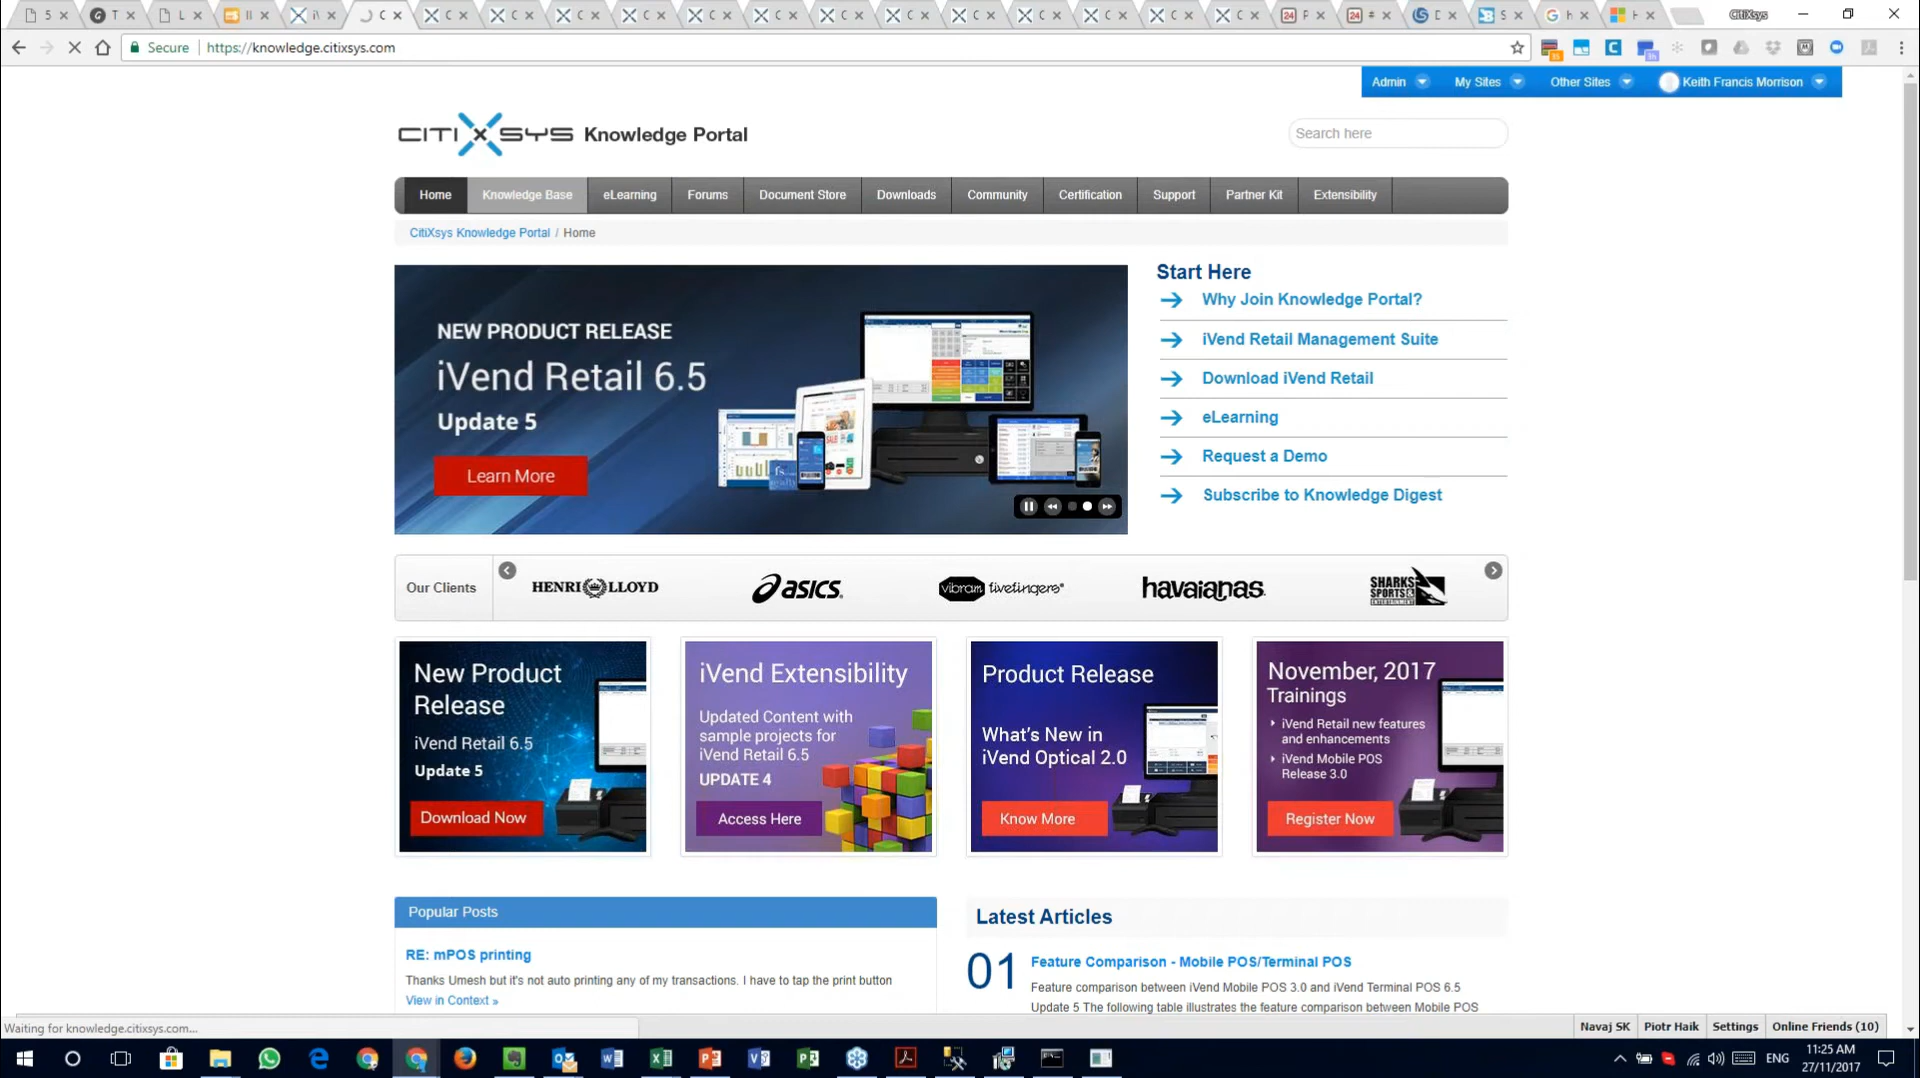 5
T
L
C
C
C
C
C
C
C
C
C
C
C
C
C
C
P
S
h
CitiXsys
Secure
https://knowledge.citixsys.com
Admin
My Sites
Other Sites
Keith Francis Morrison
CITIXSYS Knowledge Portal
Search here
Home
Knowledge Base
eLearning
Forums
Document Store
Downloads
Community
Certification
Support
Partner Kit
Extensibility
CitiXsys Knowledge Portal / Home
NEW PRODUCT RELEASE
iVend Retail 6.5
Update 5
Learn More
Start Here
Why Join Knowledge Portal?
iVend Retail Management Suite
Download iVend Retail
eLearning
Request a Demo
Subscribe to Knowledge Digest
Our Clients
HENRI LLOYD
asics
vibram fivefingers
havaianas
SHARKS
SPORTS &
New Product
Release
iVend Retail 6.5
Update 5
Download Now
iVend Extensibility
Updated Content with
sample projects for
iVend Retail 6.5
UPDATE 4
Access Here
Product Release
What's New in
iVend Optical 2.0
Know More
November, 2017
Trainings
iVend Retail new features
and enhancements
iVend Mobile POS
Release 3.0
Register Now
Popular Posts
RE: mPOS printing
Thanks Umesh but it's not auto printing any of my transactions. I have to tap the print button
View in Context »
Latest Articles
01
Feature Comparison - Mobile POS/Terminal POS
Feature comparison between iVend Mobile POS 3.0 and iVend Terminal POS 6.5
Update 5 The following table illustrates the feature comparison between Mobile POS
Waiting for knowledge.citixsys.com...
Navaj SK
Piotr Haik
Settings
Online Friends (10)
ENG
11:25 AM
27/11/2017